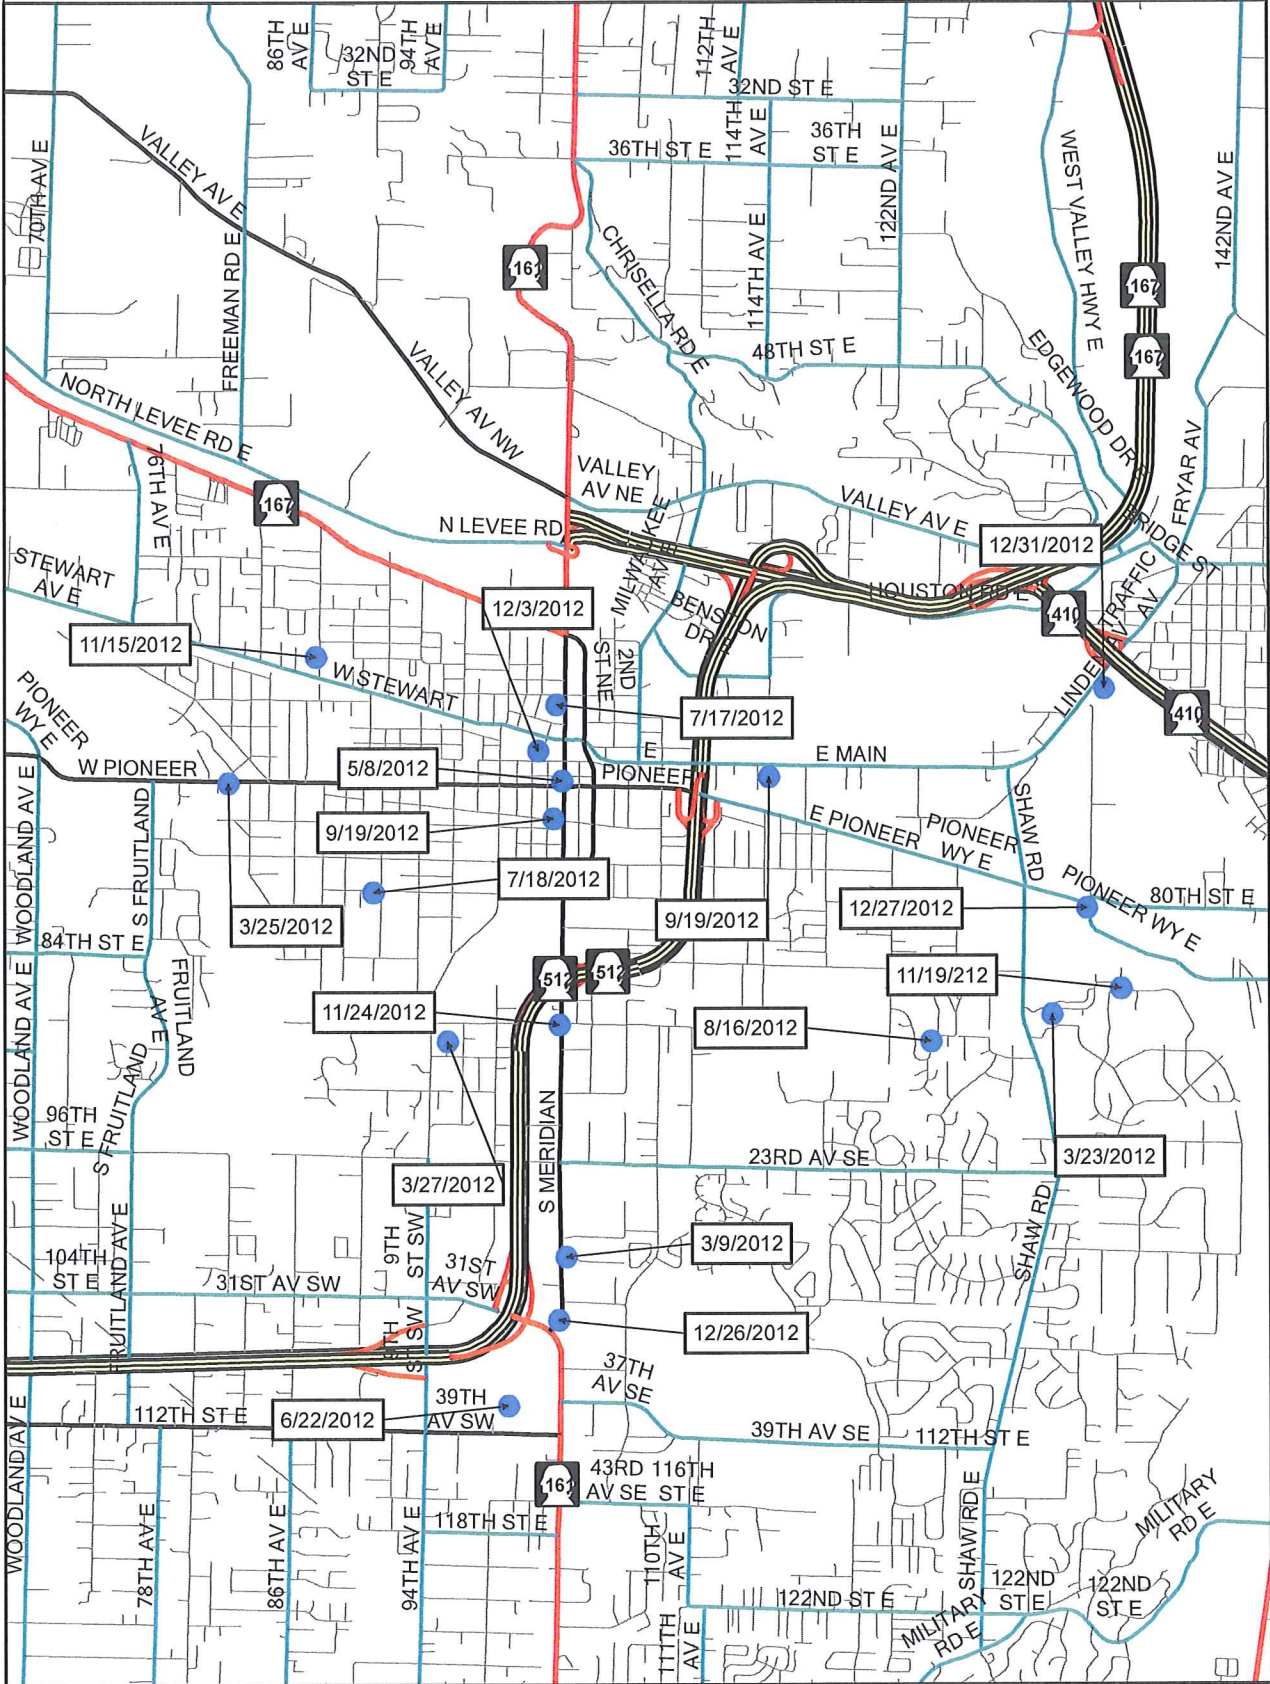 86TH
AV E
32ND
ST E
94TH
AV E
112TH
AV E
32ND ST E
114TH
AV E
36TH
ST E
36TH ST E
122ND AV E
WEST VALLEY HWY E
142ND AV E
70TH AV E
VALLEY AV E
FREEMAN RD E
161
CHRISELLA RD E
114TH AV E
167
167
48TH ST E
EDGEWOOD DR E
FRYAR AV
NORTH LEVEE RD E
VALLEY AV NW
76TH AV E
167
VALLEY
AV NE
N LEVEE RD
MILWAUKEE
AV
VALLEY AV E
12/31/2012
BRIDGE ST
TRAFFIC
AV
STEWART
AV E
12/3/2012
BENSTON
DR
HOUSTON RD E
410
LINDEN AV
11/15/2012
W STEWART
2ND
ST NE
7/17/2012
410
PIONEER
WY E
W PIONEER
5/8/2012
E
PIONEER
E MAIN
WOODLAND AV E
S FRUITLAND
9/19/2012
E PIONEER
PIONEER
WY E
SHAW RD
7/18/2012
3/25/2012
9/19/2012
12/27/2012
PIONEER WY E
80TH ST E
84TH ST E
FRUITLAND
AV E
512
512
11/19/212
WOODLAND AV E
11/24/2012
8/16/2012
96TH
ST E
S FRUITLAND
3/27/2012
S MERIDIAN
23RD AV SE
3/23/2012
FRUITLAND AV E
104TH
ST E
31ST AV SW
9TH
ST SW
31ST
AV SW
3/9/2012
SHAW RD
9TH
ST SW
12/26/2012
37TH
AV SE
WOODLAND AV E
112TH ST E
6/22/2012
39TH
AV SW
39TH AV SE
112TH ST E
161
43RD
AV SE
116TH
ST E
118TH ST E
78TH AV E
86TH AV E
94TH AV E
110TH
AV E
SHAW RD E
MILITARY
RD E
122ND ST E
122ND
ST E
122ND
ST E
111TH
AV E
MILITARY
RD E